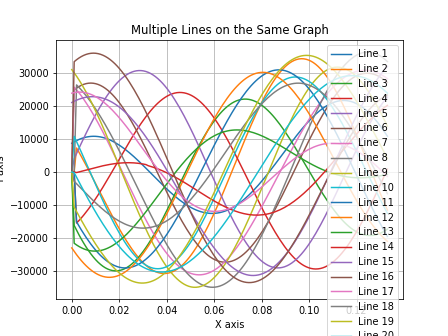 Multiple Lines on the Same Graph
30000
20000
10000
0
−10000
−20000
−30000
0.00
0.02
0.04
0.06
0.08
0.10
X axis
Line 1
Line 2
Line 3
Line 4
Line 5
Line 6
Line 7
Line 8
Line 9
Line 10
Line 11
Line 12
Line 13
Line 14
Line 15
Line 16
Line 17
Line 18
Line 19
Line 20